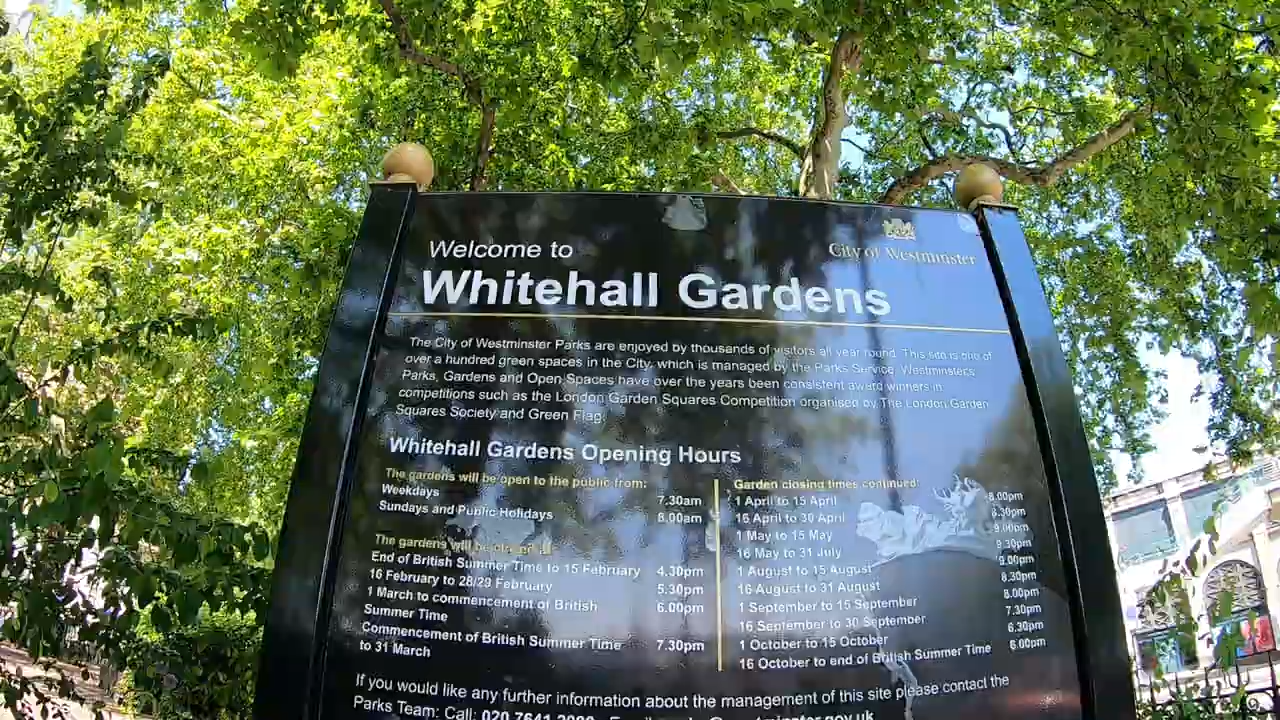 City of Westminster
Welcome to
Whitehall Gardens
The City of Westminster Parks are enjoyed by thousands of visitors all year round. This site is one of
over a hundred green spaces in the City, which is managed by the Parks Service. Westminster's
Parks, Gardens and Open Spaces have over the years been consistent award winners in
competitions such as the London Garden Squares Competition organised by The London Garden
Squares Society and Green Flag.
Whitehall Gardens Opening Hours
The gardens will be open to the public from:
Weekdays 7.30am
Sundays and Public Holidays 8.00am
The gardens will be closed at:
End of British Summer Time to 15 February 4.30pm
16 February to 28/29 February 5:30pm
1 March to commencement of British 6.00pm
Summer Time
Commencement of British Summer Time 7.30pm
to 31 March
Garden closing times continued:
1 April to 15 April 8.00pm
16 April to 30 April 8.30pm
1 May to 15 May 9.00pm
16 May to 31 July 9.30pm
1 August to 15 August 9.00pm
16 August to 31 August 8.30pm
1 September to 15 September 8.00pm
16 September to 30 September 7.30pm
1 October to 15 October 6.30pm
16 October to end of British Summer Time 6.00pm
If you would like any further information about the management of this site please contact the
Parks Team: Call: 020 7641